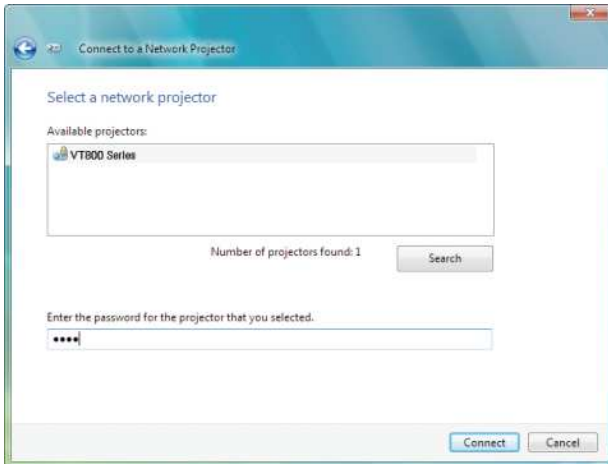 Connect to a Network Projector
Select a network projector
Available projectors:
VT800 Series
Number of projectors found: 1
Search
Enter the password for the projector that you selected.
••••
Connect
Cancel